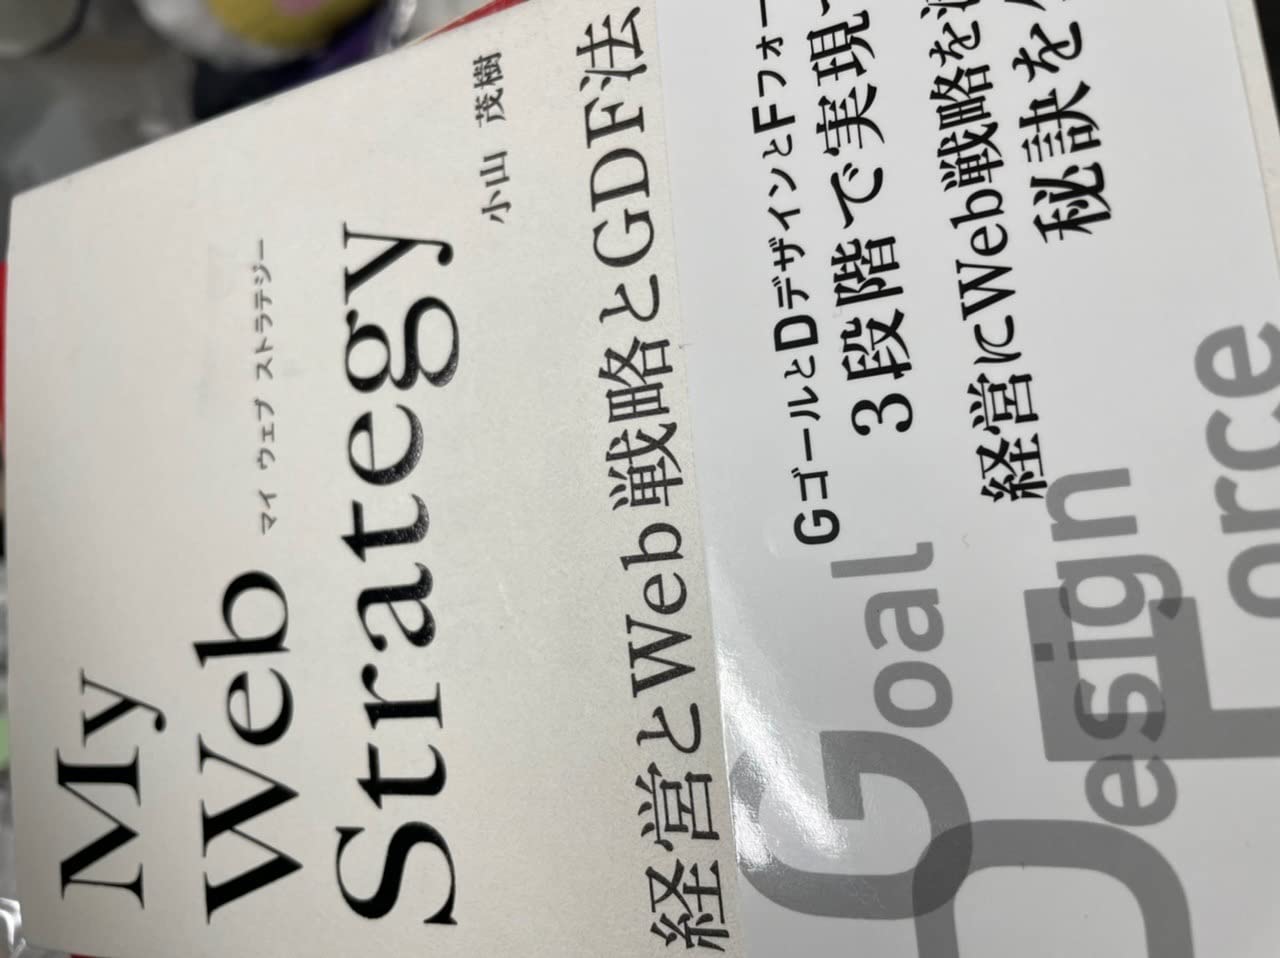 My
Web
マイ ウェブ ストラテジー
Strategy
小山 茂樹
経営とWeb戦略とGDF法
GゴールとDデザインとFフォー
3段階で実現
経営にWeb戦略を
秘訣を
Goal
Design
Force